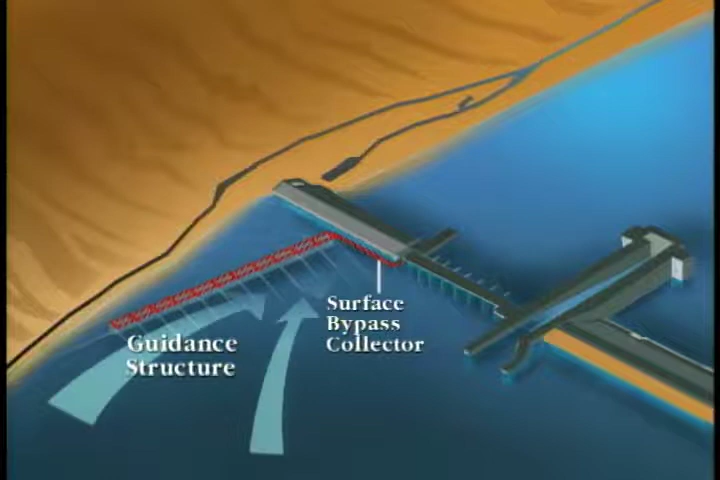 Surface
Bypass
Collector
Guidance
Structure